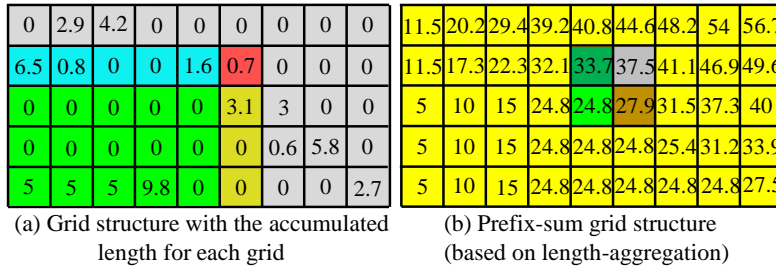 0 2.9 4.2 0 0 0 0 0 0
6.5 0.8 0 0 1.6 0.7 0 0 0
0 0 0 0 0 3.1 3 0 0
0 0 0 0 0 0 0.6 5.8 0
5 5 5 9.8 0 0 0 0 2.7
(a) Grid structure with the accumulated
length for each grid
11.5 20.2 29.4 39.2 40.8 44.6 48.2 54 56.7
11.5 17.3 22.3 32.1 33.7 37.5 41.1 46.9 49.6
5 10 15 24.8 24.8 27.9 31.5 37.3 40
5 10 15 24.8 24.8 24.8 25.4 31.2 33.9
5 10 15 24.8 24.8 24.8 24.8 24.8 27.5
(b) Prefix-sum grid structure
(based on length-aggregation)